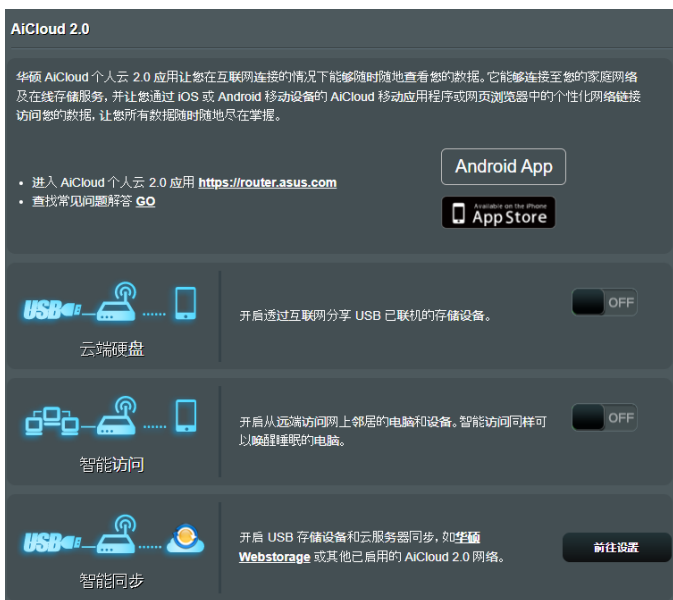 AiCloud 2.0
华硕 AiCloud 个人云 2.0 应用让您在互联网连接的情况下能够随时随地查看您的数据。它能够连接至您的家庭网络
及在线存储服务，并让您通过 iOS 或 Android 移动设备的 AiCloud 移动应用程序或网页浏览器中的个性化网络链接
访问您的数据，让您所有数据随时随地尽在掌握。
Android App
• 进入 AiCloud 个人云 2.0 应用 https://router.asus.com
• 查找常见问题解答 GO
Available on the iPhone
App Store
USB
云端硬盘
开启透过互联网分享 USB 已联机的存储设备。
OFF
智能访问
开启从远端访问网上邻居的电脑和设备。智能访问同样可
以唤醒睡眠的电脑。
OFF
USB
智能同步
开启 USB 存储设备和云服务器同步，如华硕
Webstorage 或其他已启用的 AiCloud 2.0 网络。
前往设置